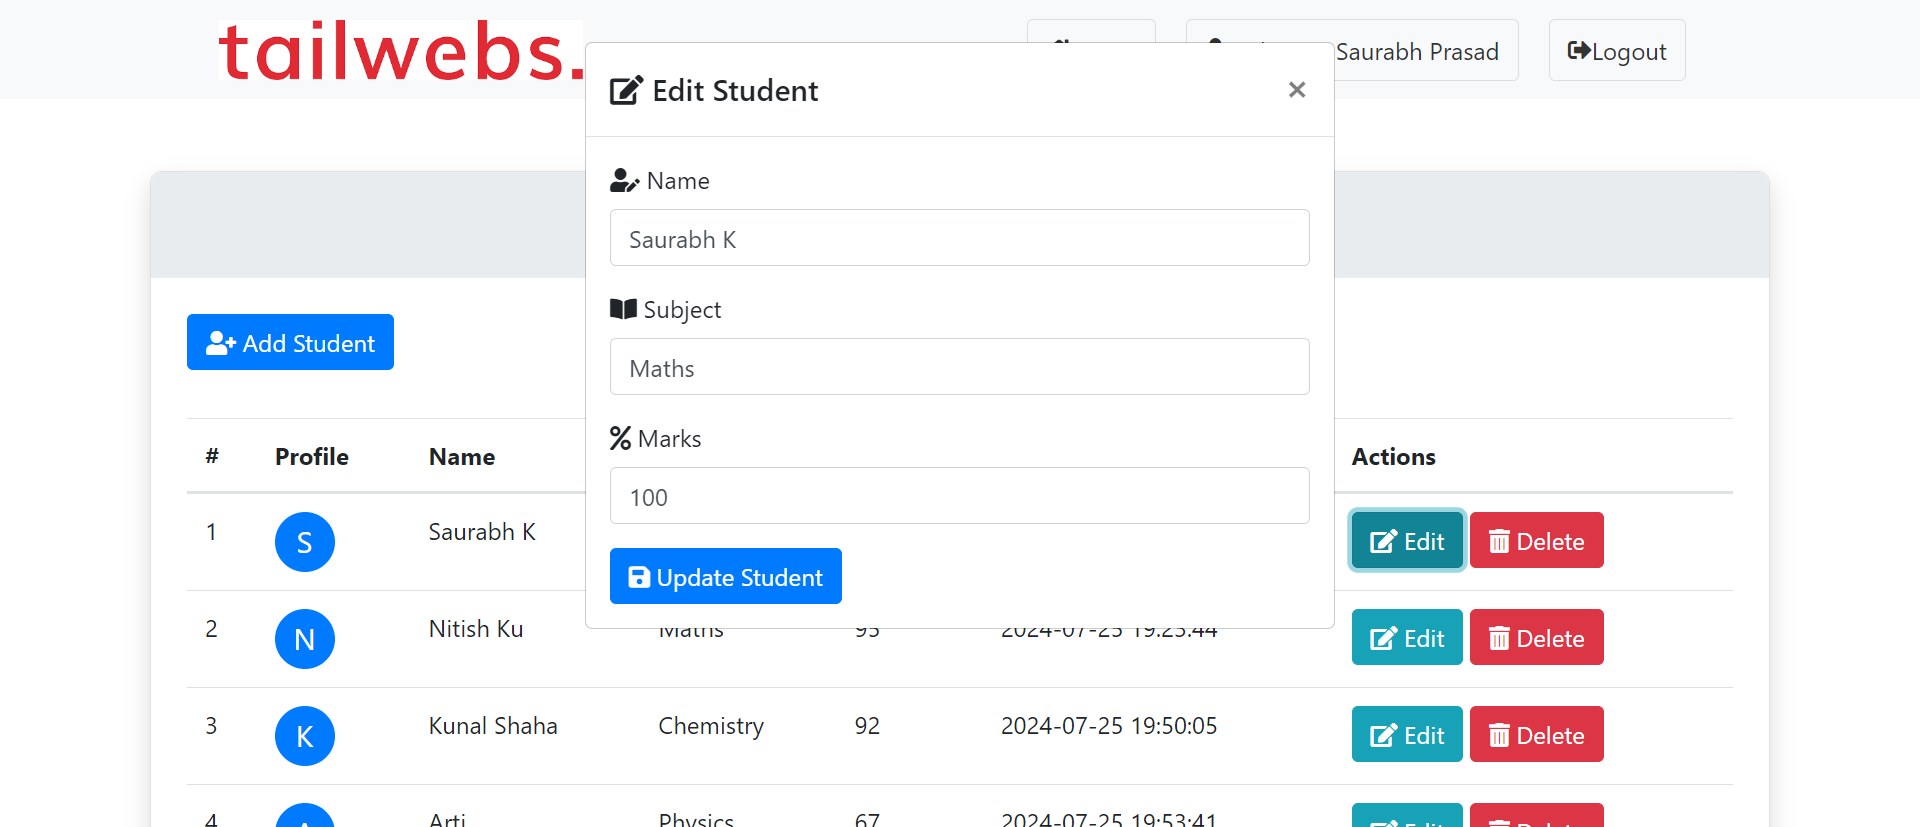 tailwebs.
Saurabh Prasad
Logout
Edit Student
×
Name
Saurabh K
Subject
Maths
Marks
100
Update Student
Add Student
# Profile Name Actions
1 S Saurabh K Edit Delete
2 N Nitish Ku Maths 95 2024-07-25 19:23:44 Edit Delete
3 K Kunal Shaha Chemistry 92 2024-07-25 19:50:05 Edit Delete
4 Arti Physics 67 2024-07-25 19:53:41 Edit Delete